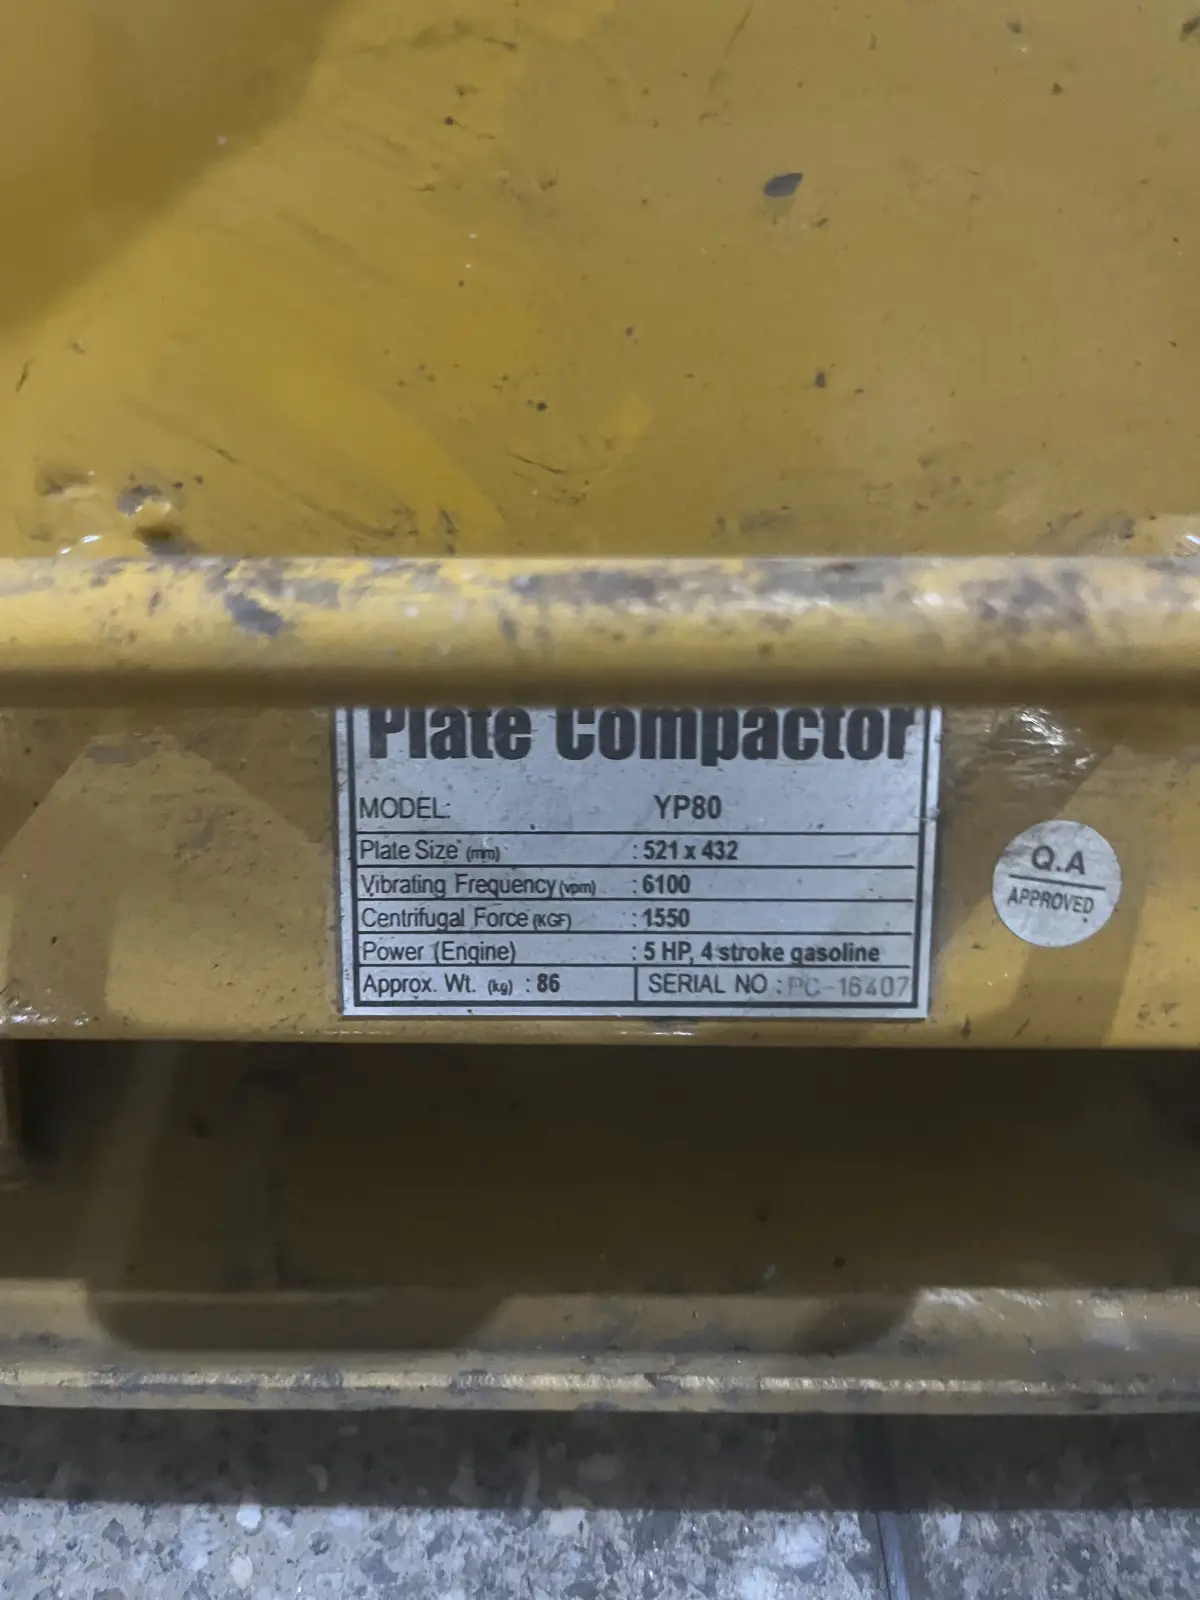 Plate Compactor
MODEL: YP80
Plate Size (mm) : 521 x 432
Vibrating Frequency (vpm) : 6100
Centrifugal Force (KGF) : 1550
Power (Engine) : 5 HP, 4 stroke gasoline
Approx. Wt. (kg) : 86 SERIAL NO : PC-16407
Q.A
APPROVED